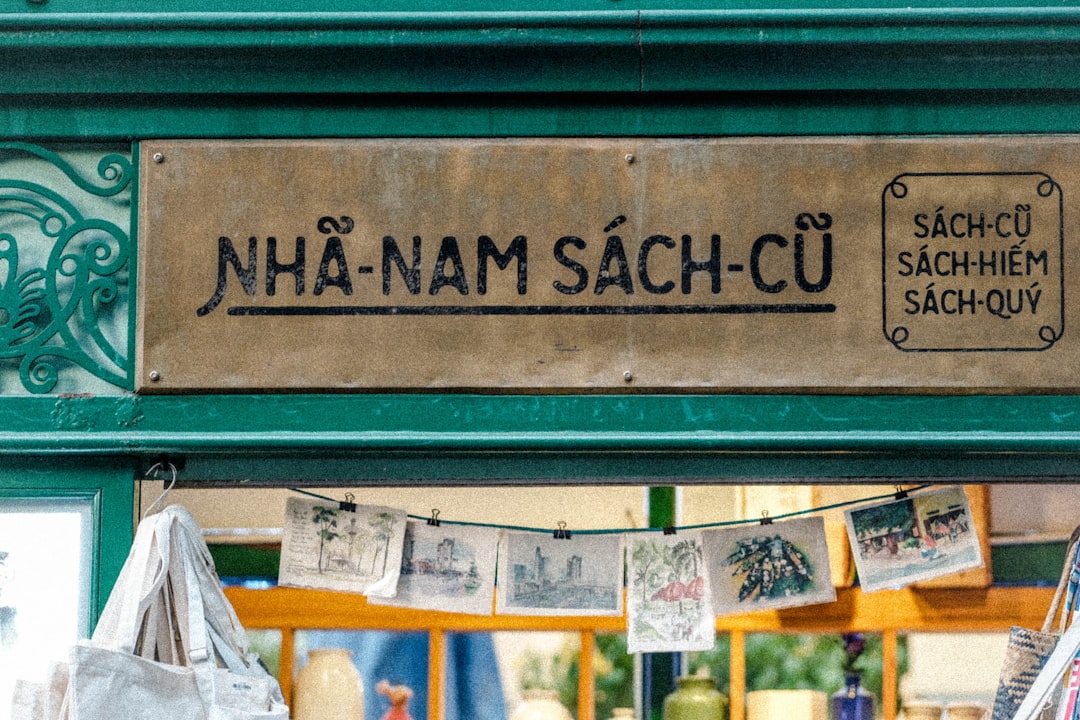 NHÃ-NAM SÁCH-CŨ
SÁCH-CŨ
SÁCH-HIẾM
SÁCH-QUÝ